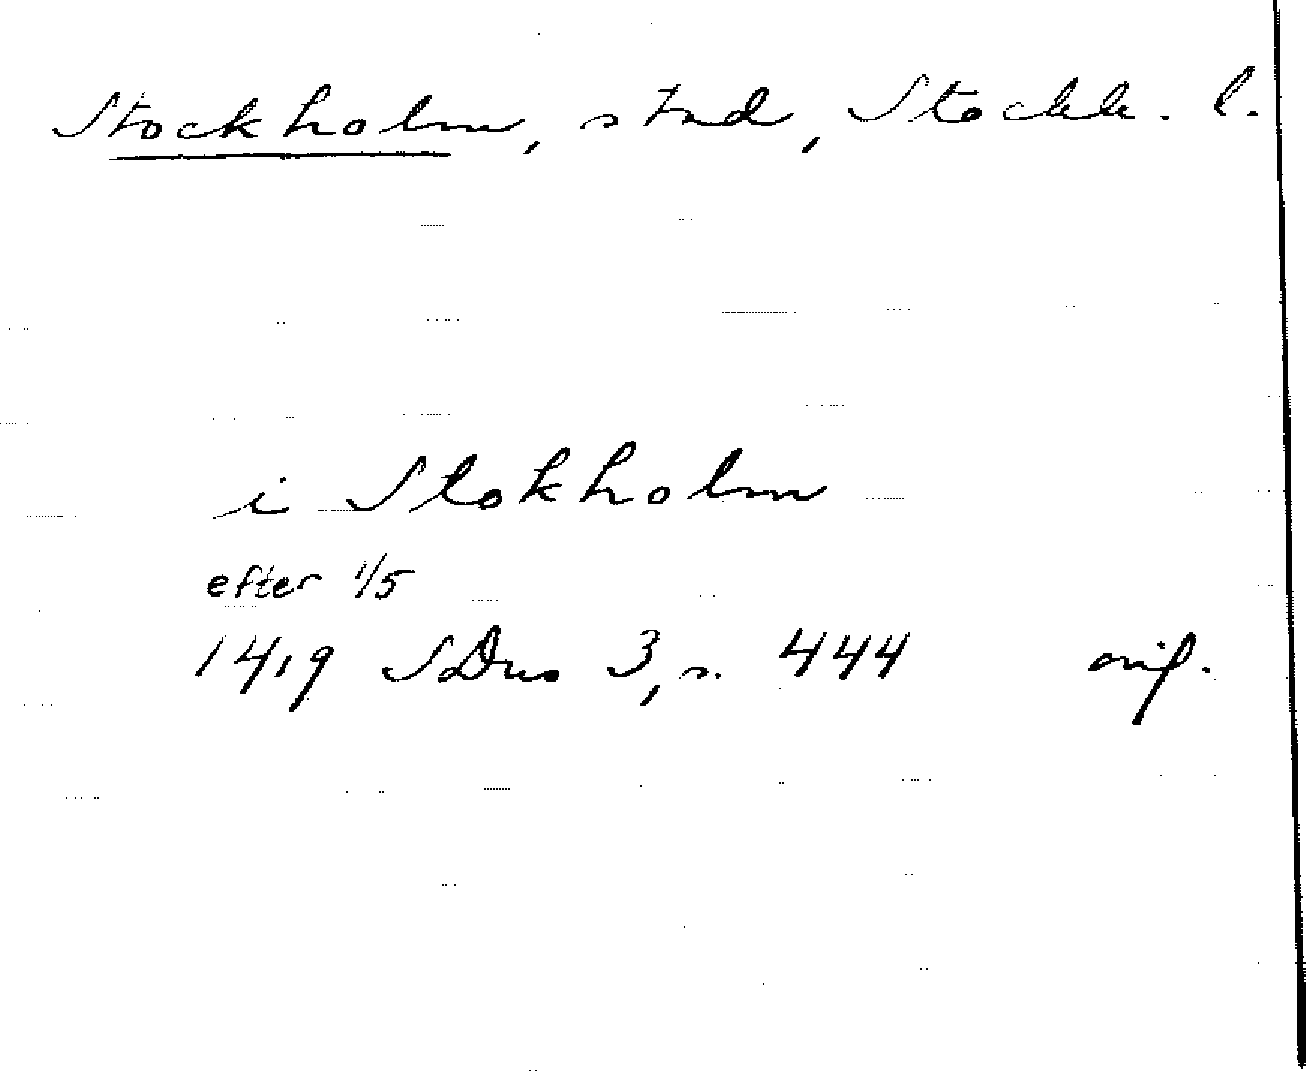 Stockholm, stad, Stockh. l.
i Stokholm
efter 1/5
1419 SDns 3, s. 444 orig.